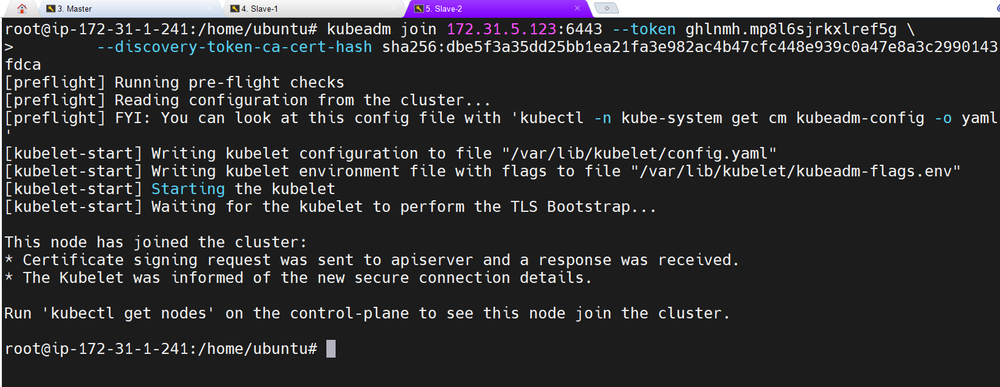 3. Master
4. Slave-1
5. Slave-2
root@ip-172-31-1-241:/home/ubuntu# kubeadm join 172.31.5.123:6443 --token ghlnmh.mp8l6sjrkxlref5g \
>          --discovery-token-ca-cert-hash sha256:dbe5f3a35dd25bb1ea21fa3e982ac4b47cfc448e939c0a47e8a3c2990143
fdca
[preflight] Running pre-flight checks
[preflight] Reading configuration from the cluster...
[preflight] FYI: You can look at this config file with 'kubectl -n kube-system get cm kubeadm-config -o yaml
'
[kubelet-start] Writing kubelet configuration to file "/var/lib/kubelet/config.yaml"
[kubelet-start] Writing kubelet environment file with flags to file "/var/lib/kubelet/kubeadm-flags.env"
[kubelet-start] Starting the kubelet
[kubelet-start] Waiting for the kubelet to perform the TLS Bootstrap...
This node has joined the cluster:
* Certificate signing request was sent to apiserver and a response was received.
* The Kubelet was informed of the new secure connection details.
Run 'kubectl get nodes' on the control-plane to see this node join the cluster.
root@ip-172-31-1-241:/home/ubuntu#